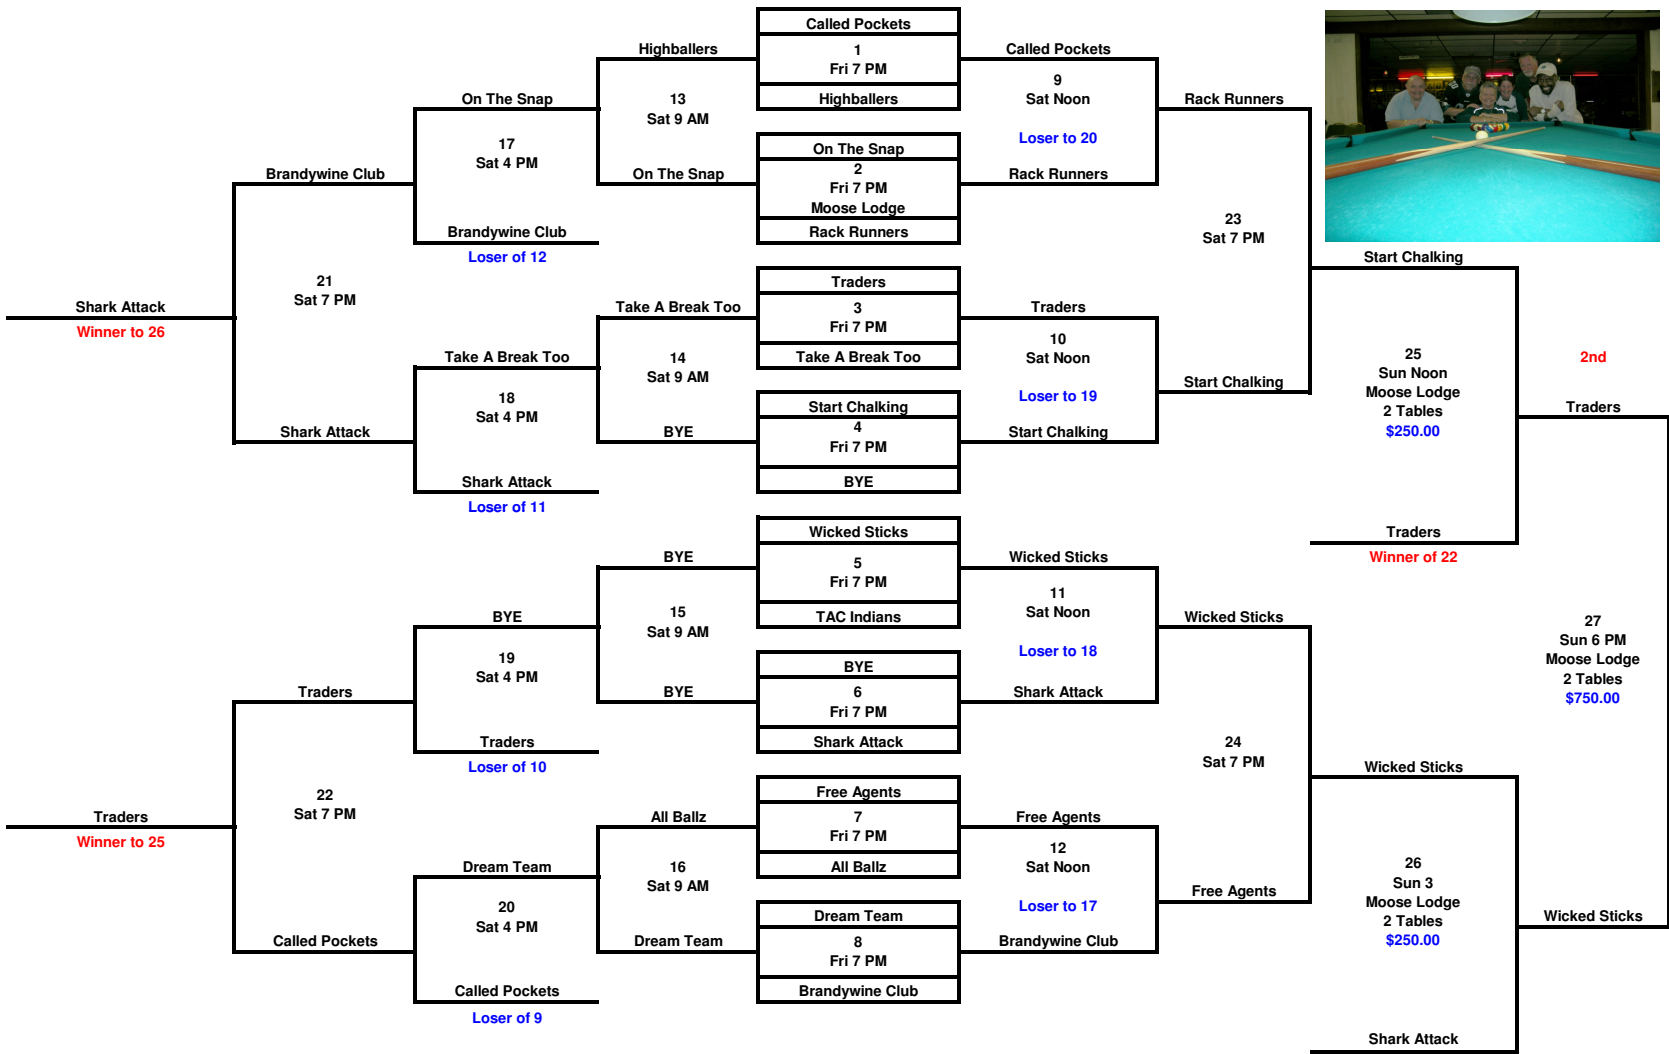 Called Pockets
Highballers
1
Fri 7 PM
Called Pockets
Highballers
On The Snap
13
Sat 9 AM
9
Sat Noon
Rack Runners
Loser to 20
17
Sat 4 PM
On The Snap
2
Fri 7 PM
Moose Lodge
Rack Runners
Brandywine Club
On The Snap
Rack Runners
23
Sat 7 PM
Brandywine Club
Loser of 12
Start Chalking
21
Sat 7 PM
Traders
3
Fri 7 PM
Take A Break Too
Shark Attack
Winner to 26
Take A Break Too
Traders
10
Sat Noon
Loser to 19
Take A Break Too
14
Sat 9 AM
25
Sun Noon
Moose Lodge
2 Tables
$250.00
2nd
Start Chalking
18
Sat 4 PM
Start Chalking
4
Fri 7 PM
BYE
Traders
Shark Attack
BYE
Start Chalking
Shark Attack
Loser of 11
Wicked Sticks
5
Fri 7 PM
TAC Indians
Traders
Winner of 22
BYE
Wicked Sticks
11
Sat Noon
Loser to 18
BYE
15
Sat 9 AM
Wicked Sticks
27
Sun 6 PM
Moose Lodge
2 Tables
$750.00
19
Sat 4 PM
BYE
6
Fri 7 PM
Shark Attack
Traders
BYE
Shark Attack
Traders
Loser of 10
24
Sat 7 PM
Wicked Sticks
22
Sat 7 PM
Free Agents
7
Fri 7 PM
All Ballz
Traders
Winner to 25
All Ballz
Free Agents
12
Sat Noon
Loser to 17
Dream Team
16
Sat 9 AM
26
Sun 3
Moose Lodge
2 Tables
$250.00
Free Agents
20
Sat 4 PM
Dream Team
8
Fri 7 PM
Brandywine Club
Wicked Sticks
Called Pockets
Dream Team
Brandywine Club
Called Pockets
Loser of 9
Shark Attack